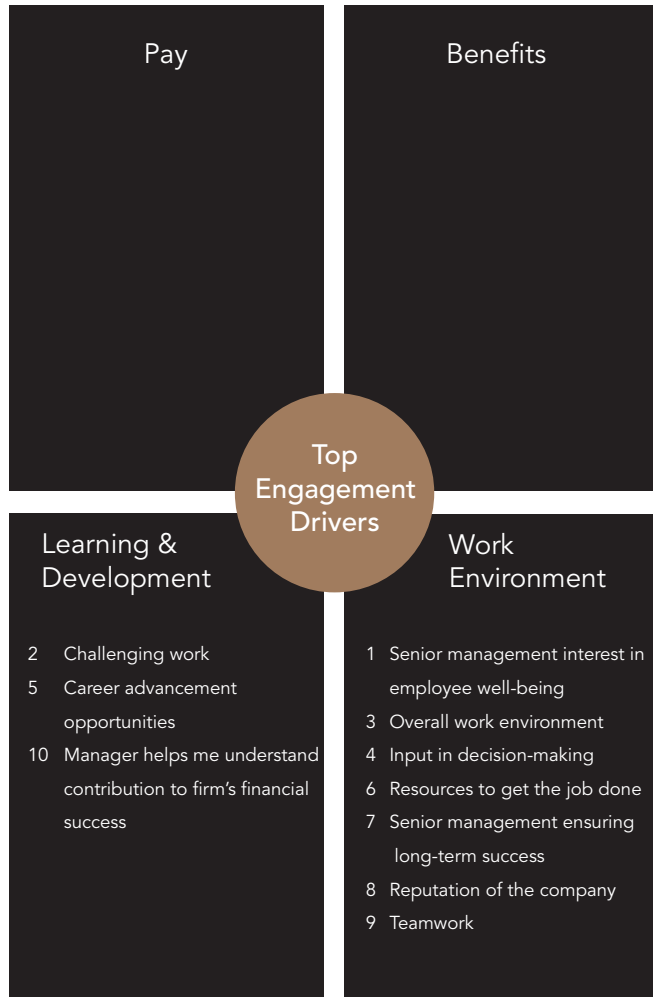 Pay
Benefits
Top
Engagement
Drivers
Learning &
Development
2 Challenging work
5 Career advancement
opportunities
10 Manager helps me understand
contribution to firm’s financial
success
Work
Environment
1 Senior management interest in
employee well-being
3 Overall work environment
4 Input in decision-making
6 Resources to get the job done
7 Senior management ensuring
long-term success
8 Reputation of the company
9 Teamwork